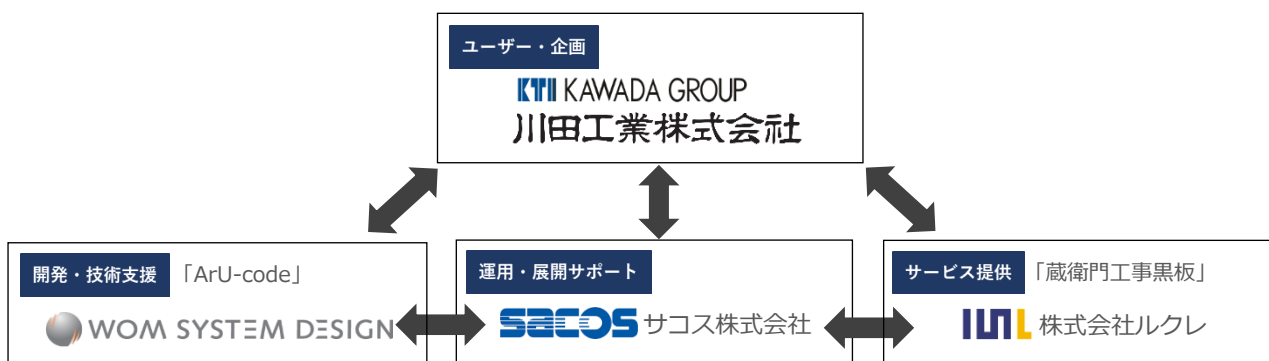 ユーザー・企画
KTI KAWADA GROUP
川田工業株式会社
開発・技術支援 「ArU-code」
WOM SYSTEM DESIGN
運用・展開サポート
SACOS サコス株式会社
サービス提供 「蔵衛門工事黒板」
株式会社ルクレ